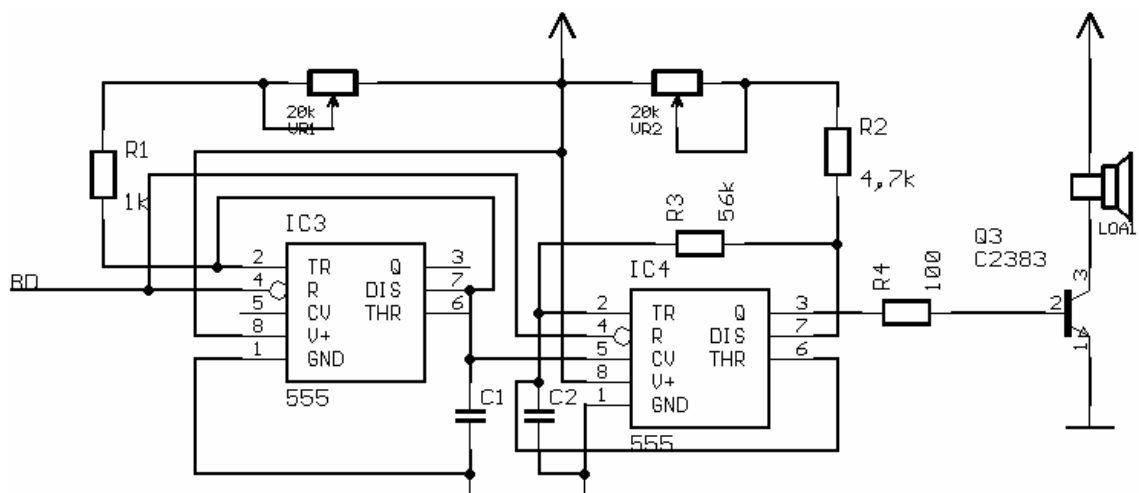 20k
VR1
20k
VR2
R1
1k
R2
4,7k
R3
56k
IC3
2 TR Q 3
4 R DIS 7
5 CV THR 6
8 V+
1 GND
555
IC4
2 TR Q 3
4 R DIS 7
5 CV THR 6
8 V+
1 GND
555
C1
C2
R4
100
Q3
C2383
3
2
1
LOA1